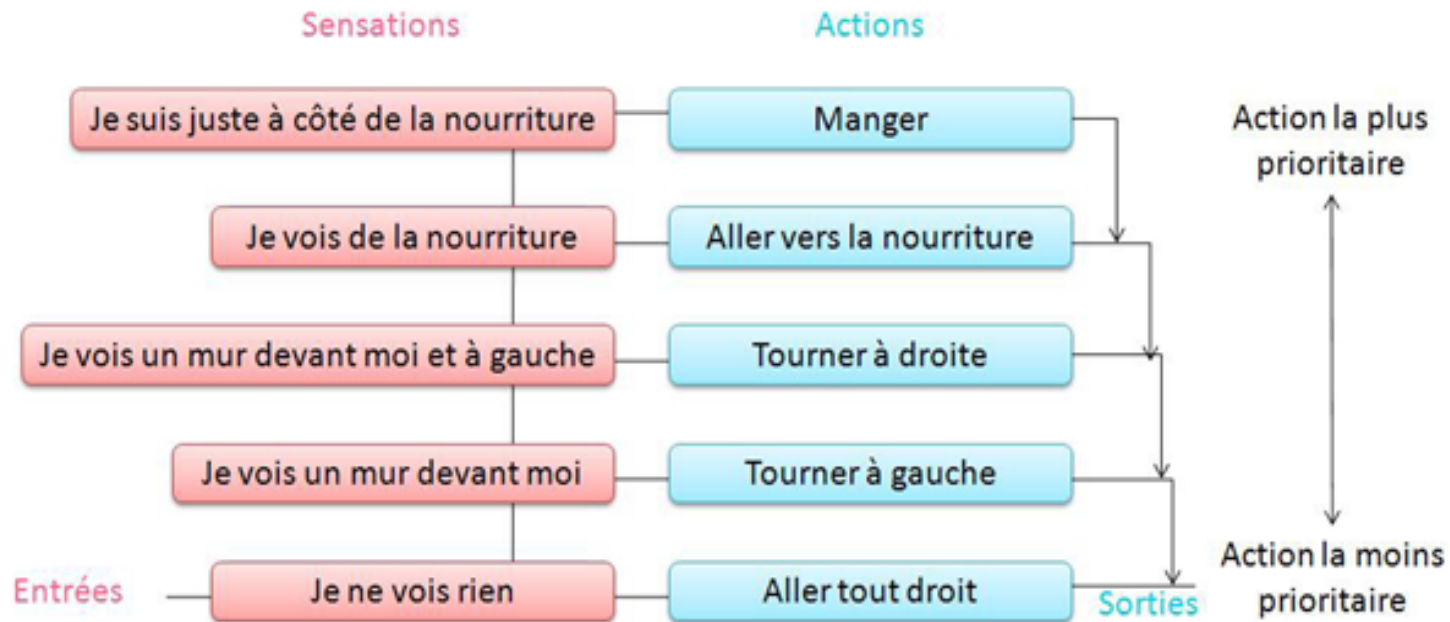 Sensations
Actions
Je suis juste à côté de la nourriture
Manger
Action la plus
prioritaire
Je vois de la nourriture
Aller vers la nourriture
Je vois un mur devant moi et à gauche
Tourner à droite
Je vois un mur devant moi
Tourner à gauche
Entrées
Je ne vois rien
Aller tout droit
Sorties
Action la moins
prioritaire